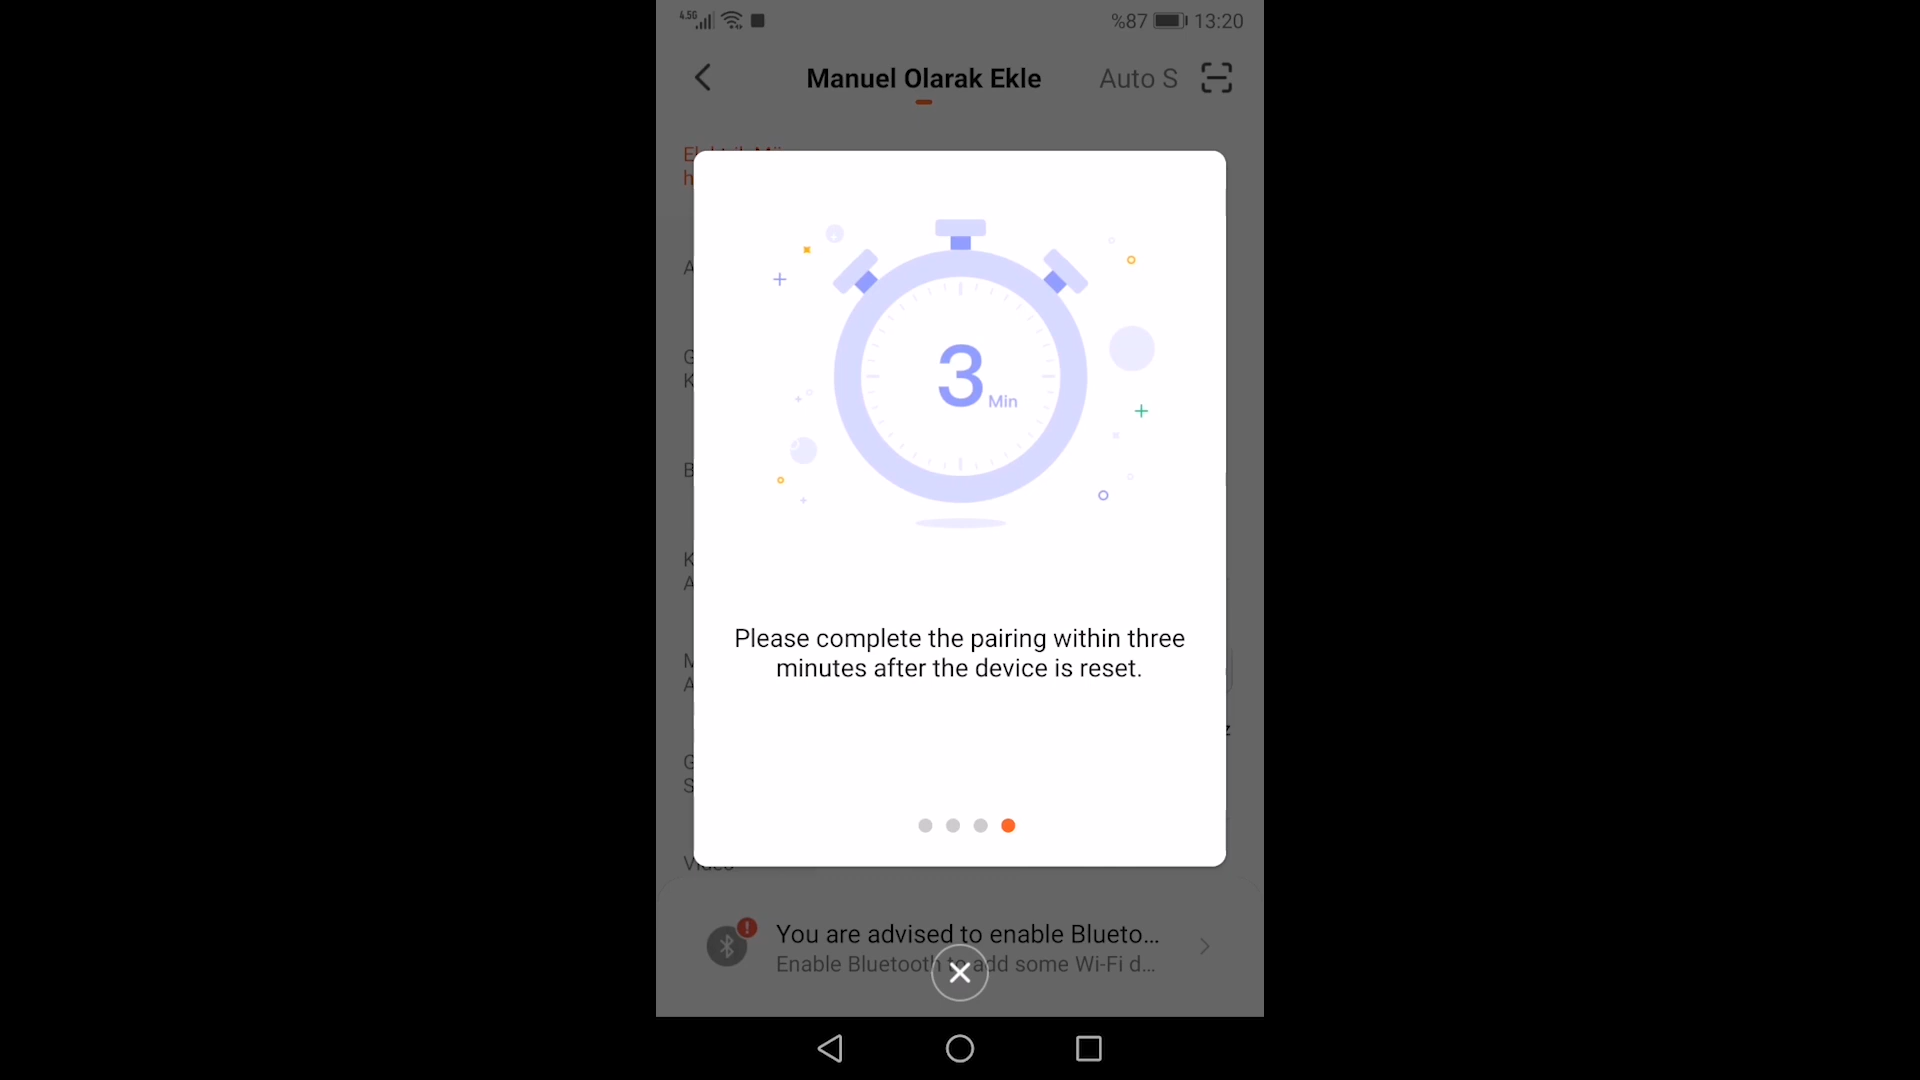 4.5G %87 13:20
Manuel Olarak Ekle Auto S
3 Min
Please complete the pairing within three
minutes after the device is reset.
Video
You are advised to enable Blueto...
Enable Bluetooth to add some Wi-Fi d...